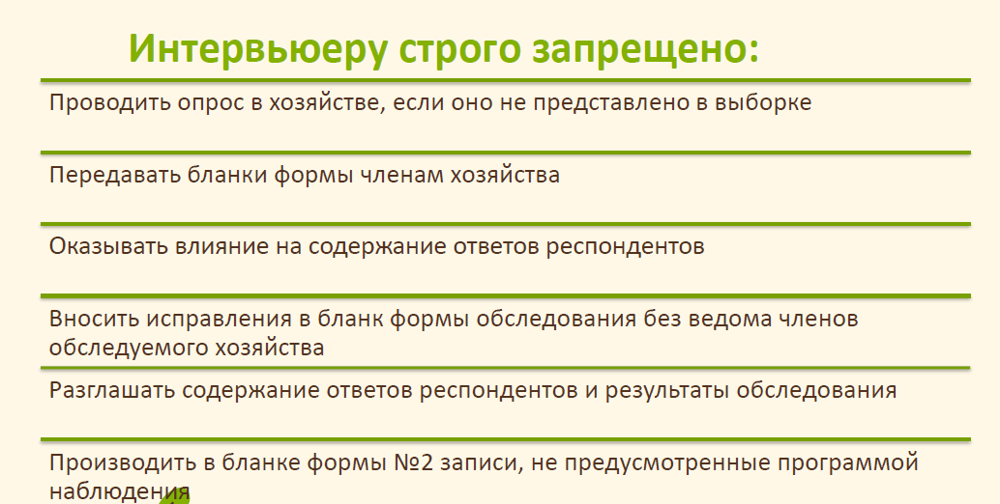 Интервьюеру строго запрещено:
Проводить опрос в хозяйстве, если оно не представлено в выборке
Передавать бланки формы членам хозяйства
Оказывать влияние на содержание ответов респондентов
Вносить исправления в бланк формы обследования без ведома членов
обследуемого хозяйства
Разглашать содержание ответов респондентов и результаты обследования
Производить в бланке формы №2 записи, не предусмотренные программой
наблюдения